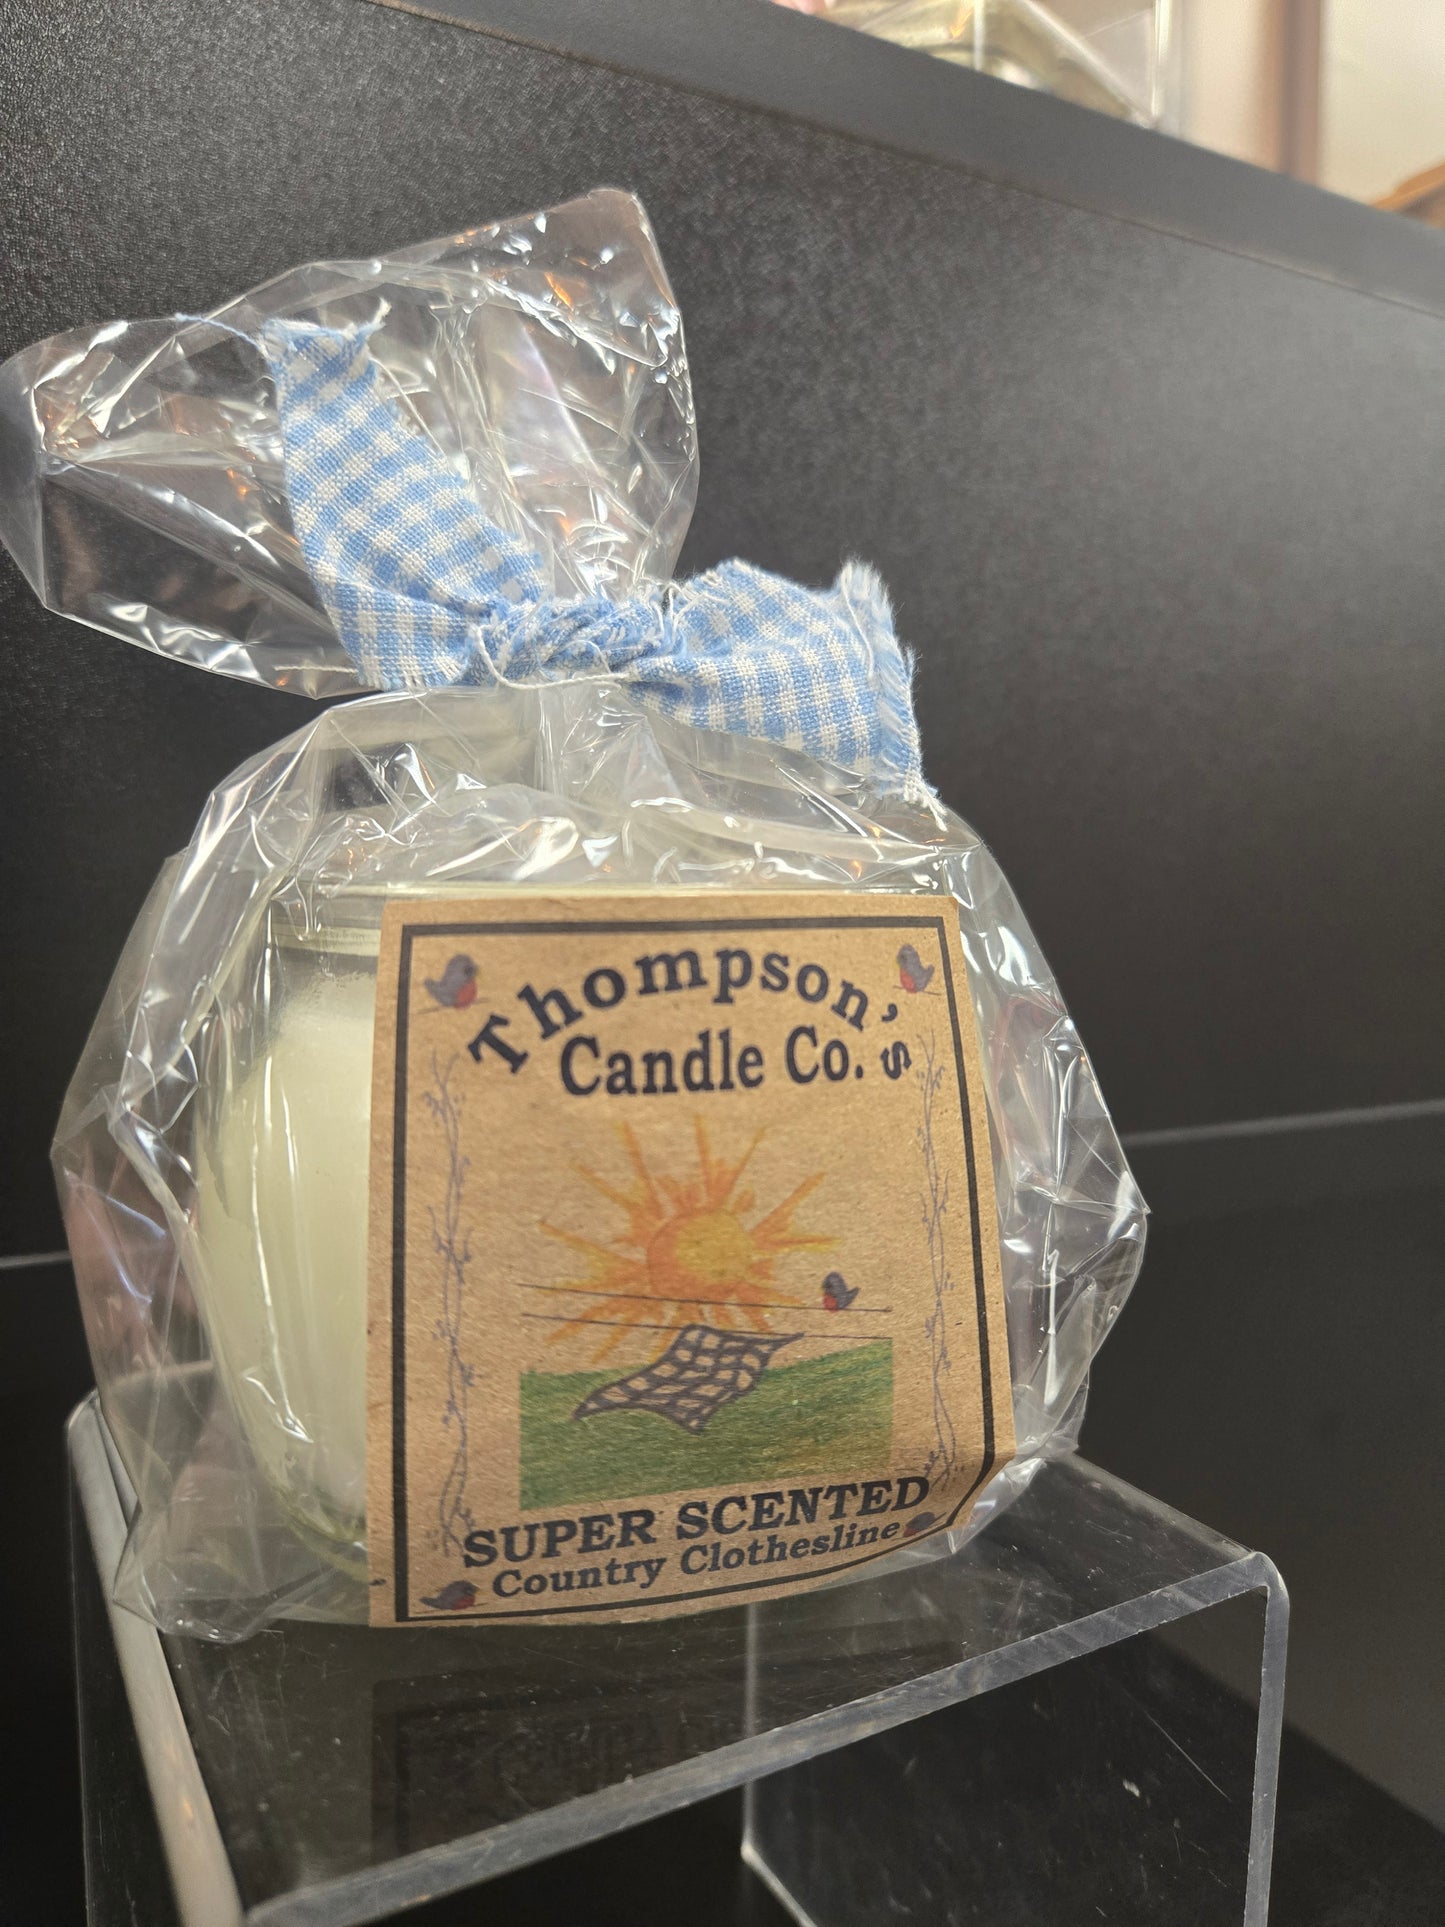 Thompson's
Candle Co.
SUPER SCENTED
Country Clothesline